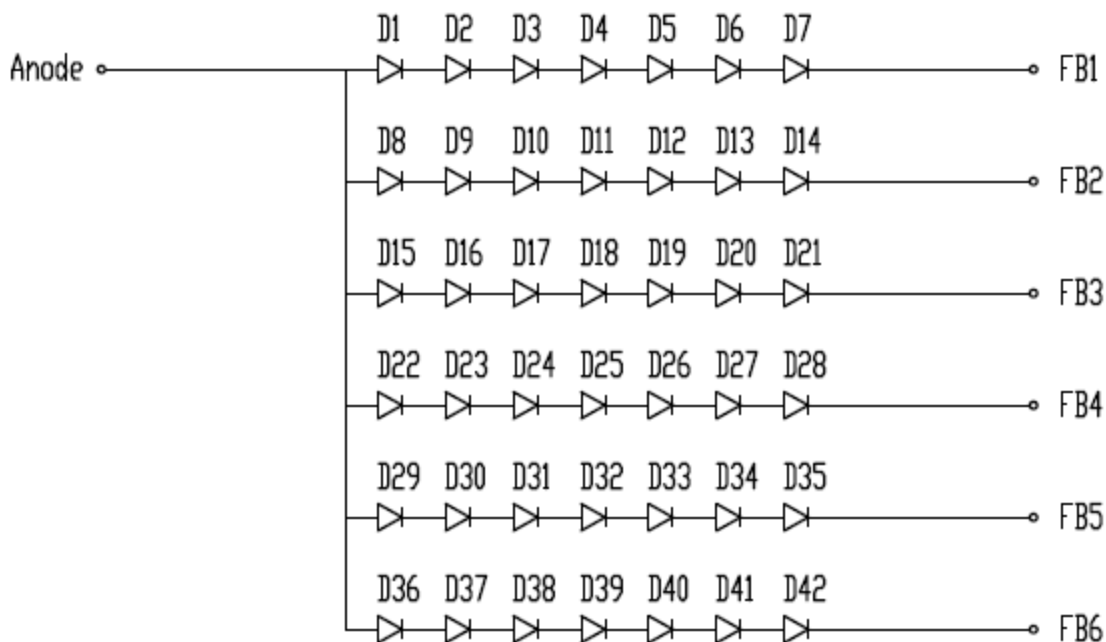 D1 D2 D3 D4 D5 D6 D7
Anode FB1
D8 D9 D10 D11 D12 D13 D14
FB2
D15 D16 D17 D18 D19 D20 D21
FB3
D22 D23 D24 D25 D26 D27 D28
FB4
D29 D30 D31 D32 D33 D34 D35
FB5
D36 D37 D38 D39 D40 D41 D42
FB6